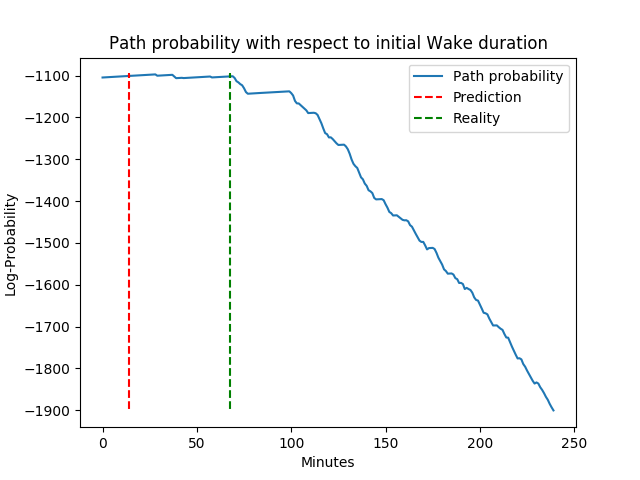 Path probability with respect to initial Wake duration
Path probability
Prediction
Reality
−1100
−1200
−1300
−1400
−1500
−1600
−1700
−1800
−1900
Log-Probability
0 50 100 150 200 250
Minutes